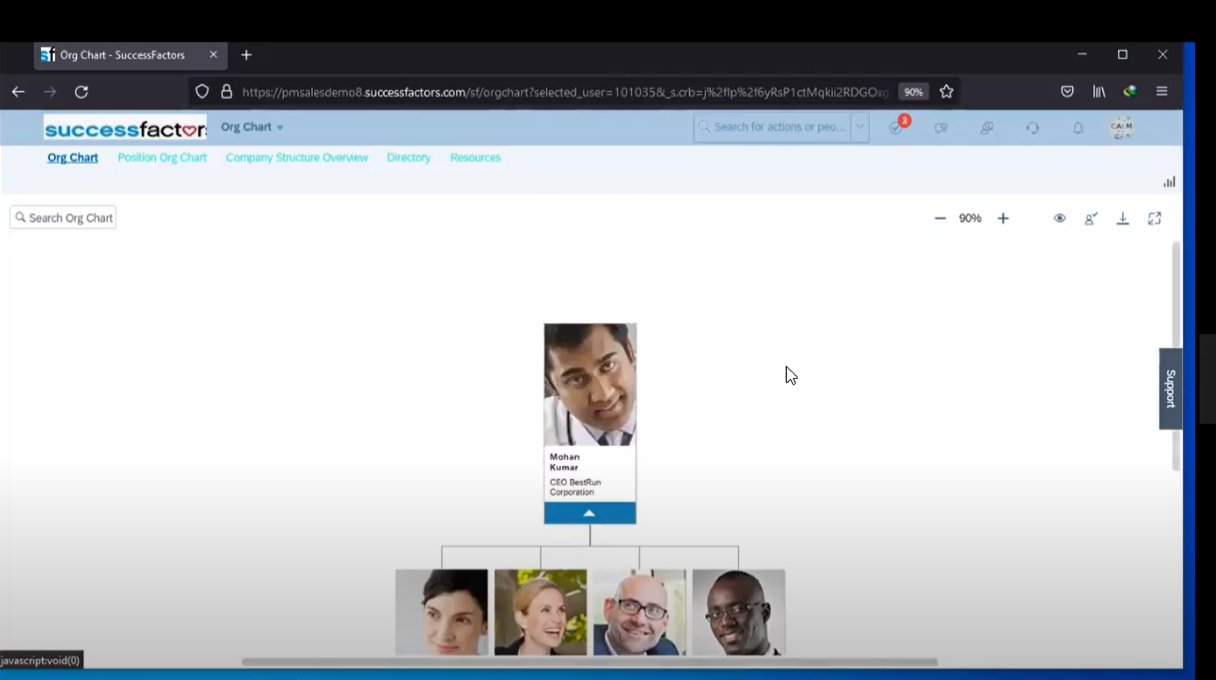 Org Chart - SuccessFactors
https://pmsalesdemo8.successfactors.com/sf/orgchart?selected_user=101035&_s.crb=j%2flp%2f6yRsP1ctMqkii2RDGOxg
90%
successfactors
Org Chart
Search for actions or peo...
3
CALM
Org Chart
Position Org Chart
Company Structure Overview
Directory
Resources
Search Org Chart
90%
Support
Mohan
Kumar
CEO BestRun
Corporation
javascript:void(0)